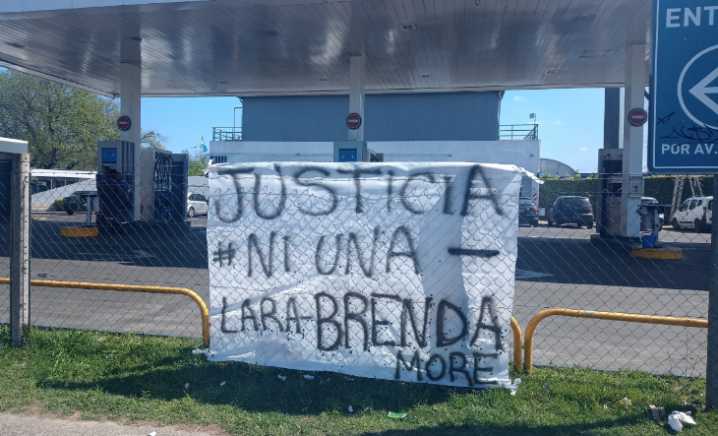 JUSTICIA
# NI UNA -
LARA-BRENDA
MORE
ENT
POR AV.